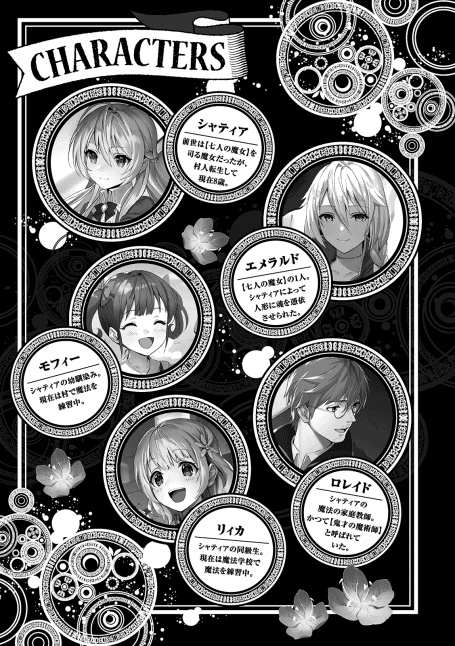 CHARACTERS
シャティア
前世は【七人の魔女】を
司る魔女だったが、
村人転生して
現在8歳。
エメラルド
【七人の魔女】の1人。
シャティアによって
人形に魂を憑依
させられた。
モフィー
シャティアの幼馴染み。
現在は村で魔法を
練習中。
ロレイド
シャティアの
魔法の家庭教師。
かつて【鬼才の魔術師】
と呼ばれて
いた。
リィカ
シャティアの同級生。
現在は魔法学校で
魔法を練習中。